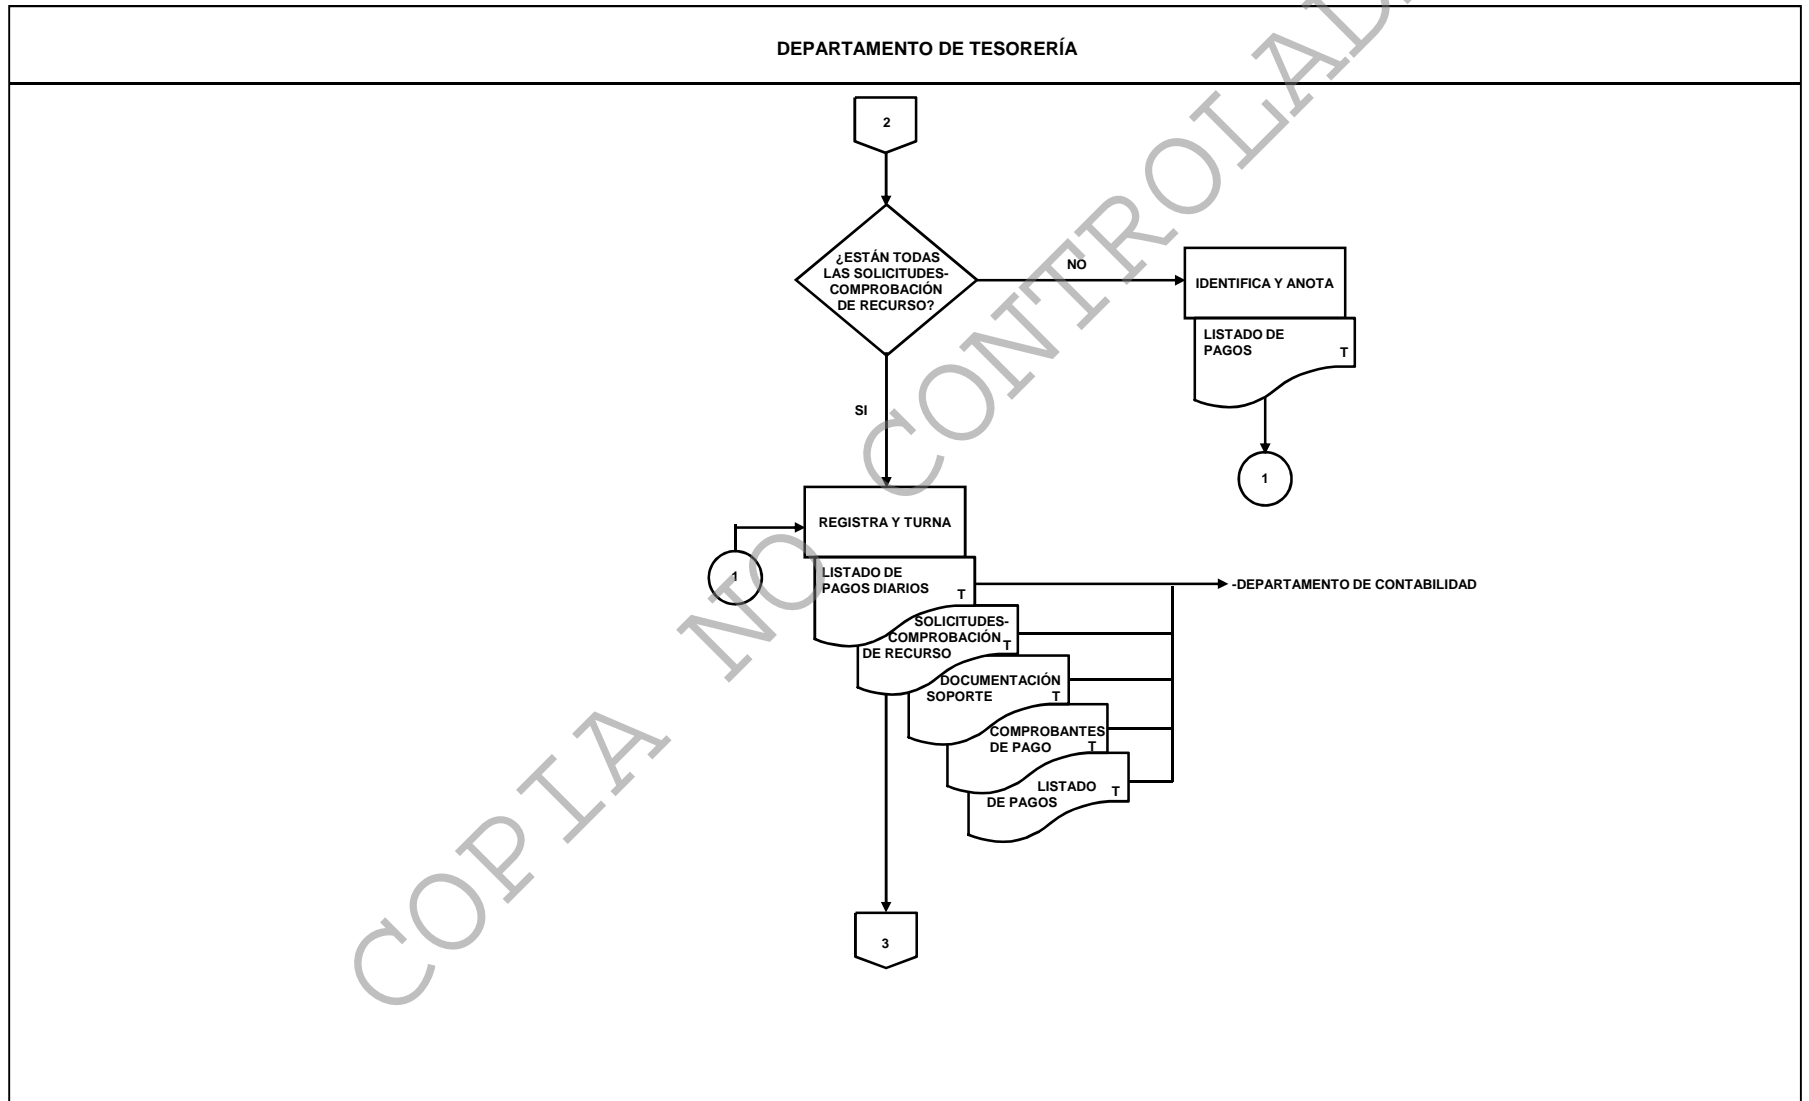 DEPARTAMENTO DE TESORERÍA
2
¿ESTÁN TODAS
LAS SOLICITUDES-
COMPROBACIÓN
DE RECURSO?
NO
IDENTIFICA Y ANOTA
LISTADO DE
PAGOS T
SI
1
REGISTRA Y TURNA
1
LISTADO DE
PAGOS DIARIOS
T
-DEPARTAMENTO DE CONTABILIDAD
SOLICITUDES-
COMPROBACIÓN
T
DE RECURSO
DOCUMENTACIÓN
SOPORTE T
COMPROBANTES
DE PAGO T
LISTADO T
DE PAGOS
3
COPIA NO CONTROLAD